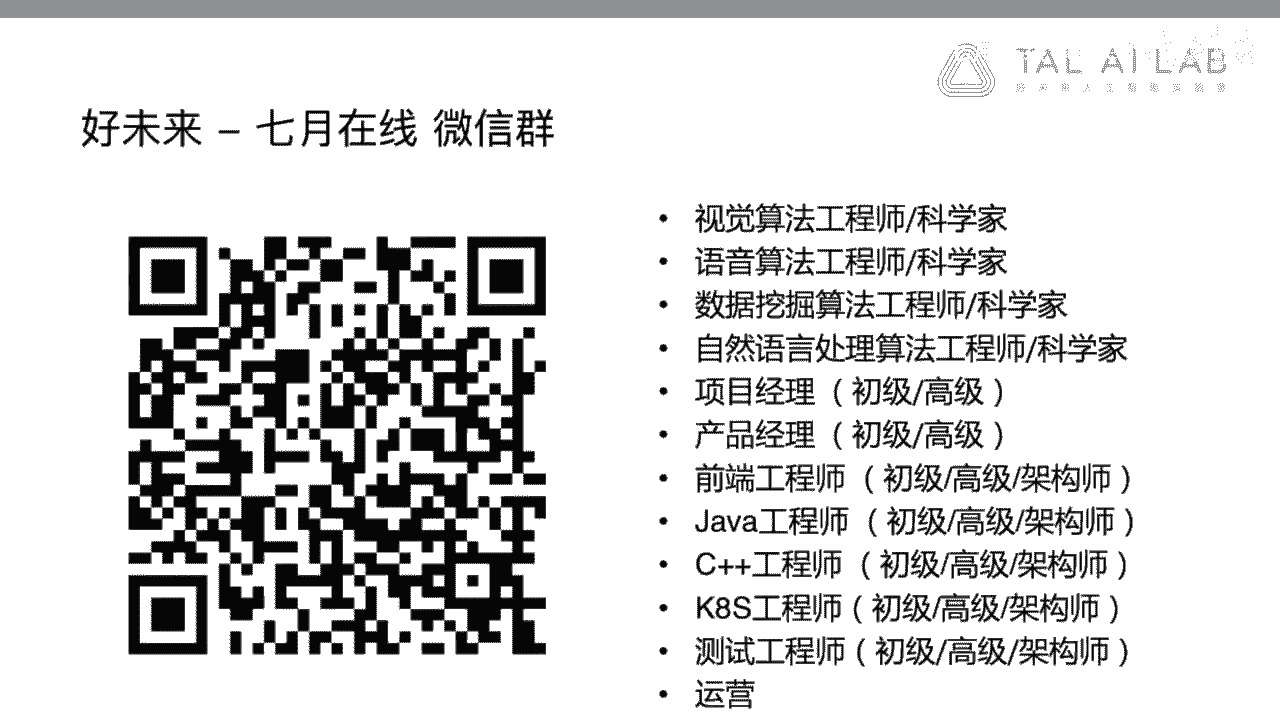 TAL AI LAB
好未来 – 七月在线 微信群
• 视觉算法工程师/科学家
• 语音算法工程师/科学家
• 数据挖掘算法工程师/科学家
• 自然语言处理算法工程师/科学家
• 项目经理（初级/高级）
• 产品经理（初级/高级）
• 前端工程师（初级/高级/架构师）
• Java工程师（初级/高级/架构师）
• C++工程师（初级/高级/架构师）
• K8S工程师（初级/高级/架构师）
• 测试工程师（初级/高级/架构师）
• 运营